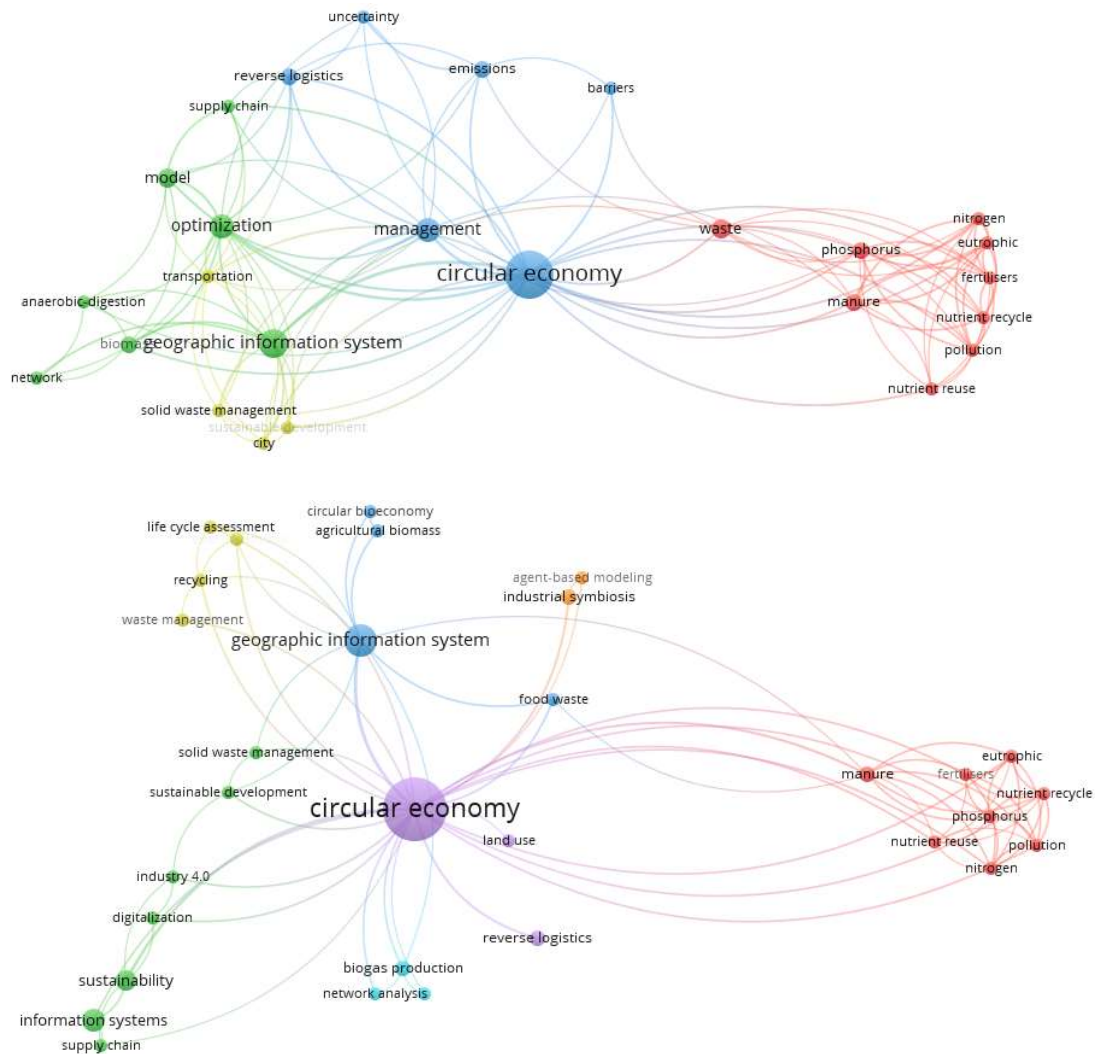 uncertainty
reverse logistics
emissions
barriers
supply chain
model
optimization
management
waste
nitrogen
phosphorus
eutrophic
circular economy
transportation
fertilisers
anaerobic digestion
manure
nutrient recycle
biomass
geographic information system
pollution
network
nutrient reuse
solid waste management
sustainable development
city
circular bioeconomy
life cycle assessment
agricultural biomass
recycling
agent-based modeling
industrial symbiosis
waste management
geographic information system
food waste
solid waste management
eutrophic
manure
fertilisers
sustainable development
nutrient recycle
circular economy
phosphorus
land use
nutrient reuse
pollution
nitrogen
industry 4.0
digitalization
reverse logistics
biogas production
sustainability
network analysis
information systems
supply chain